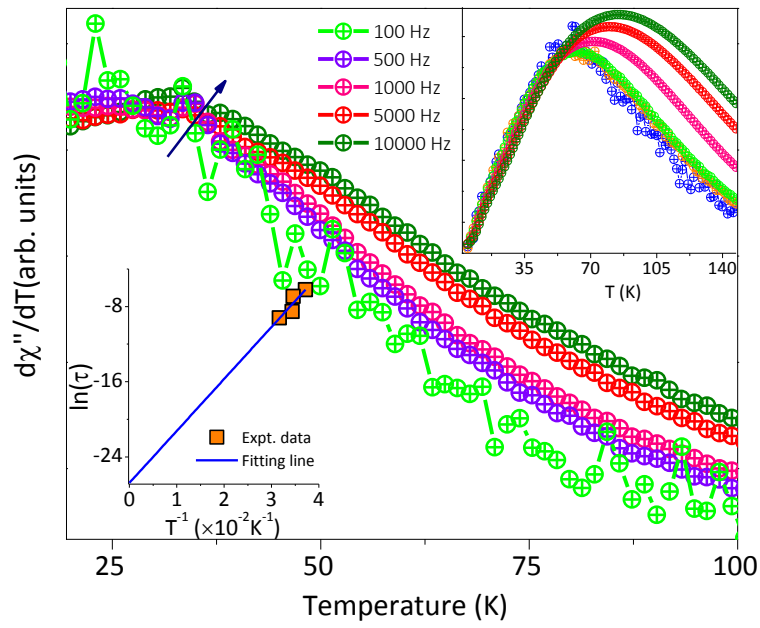 100 Hz
500 Hz
1000 Hz
5000 Hz
10000 Hz
35 70 105 140
T (K)
dχ''/dT(arb. units)
-8
-16
-24
ln(τ)
Expt. data
Fitting line
0 1 2 3 4
T⁻¹ (×10⁻²K⁻¹)
25 50 75 100
Temperature (K)